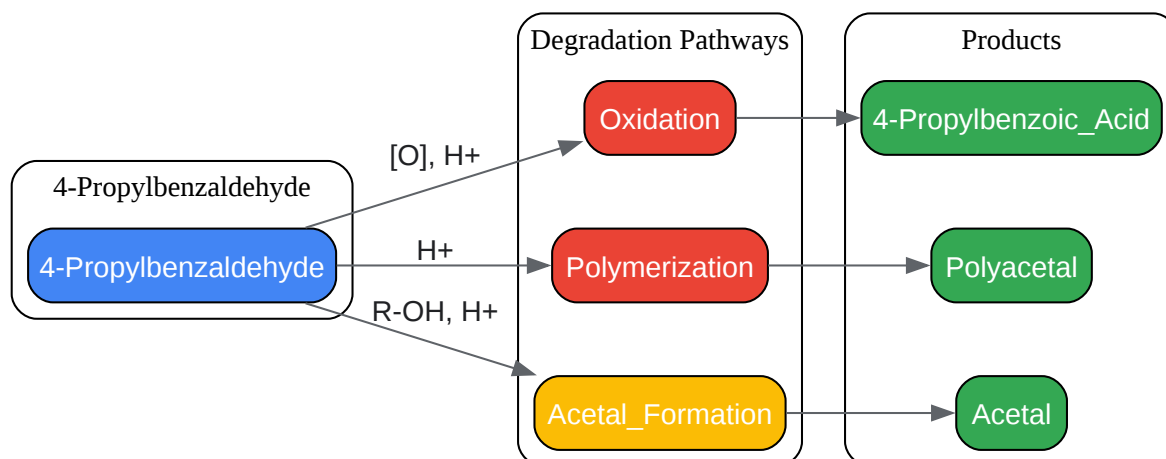 Degradation Pathways
Products
Oxidation
4-Propylbenzoic_Acid
[O], H+
4-Propylbenzaldehyde
4-Propylbenzaldehyde
H+
Polymerization
Polyacetal
R-OH, H+
Acetal_Formation
Acetal